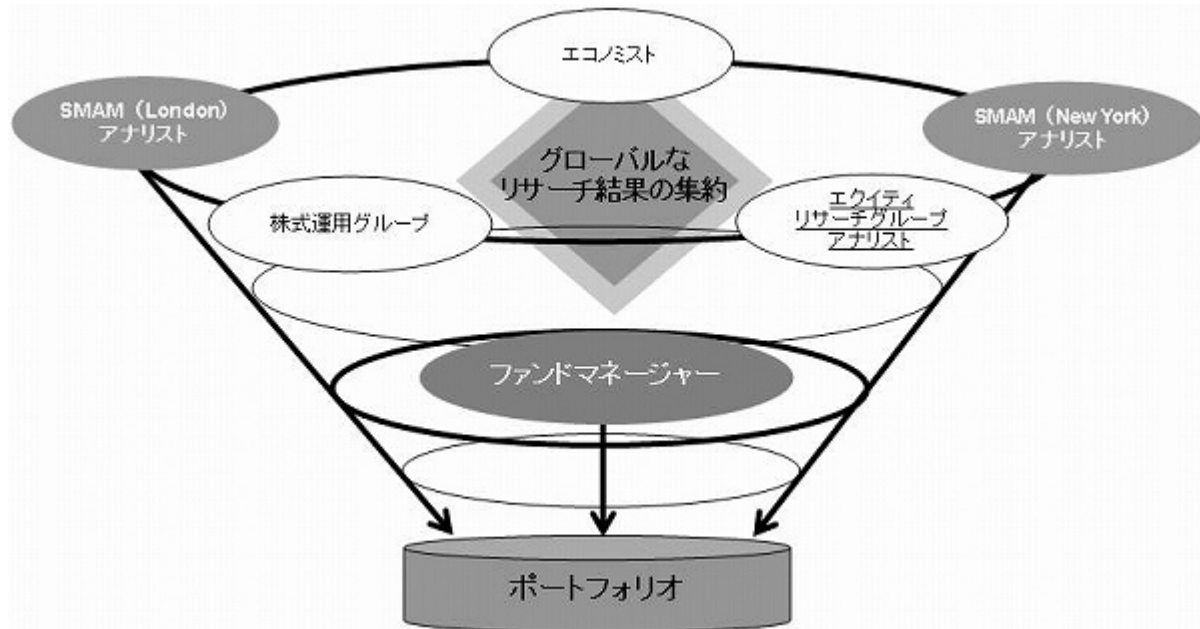 エコノミスト
SMAM（London）
アナリスト
SMAM（New York）
アナリスト
グローバルな
リサーチ結果の集約
株式運用グループ
エクイティ
リサーチグループ
アナリスト
ファンドマネージャー
ポートフォリオ